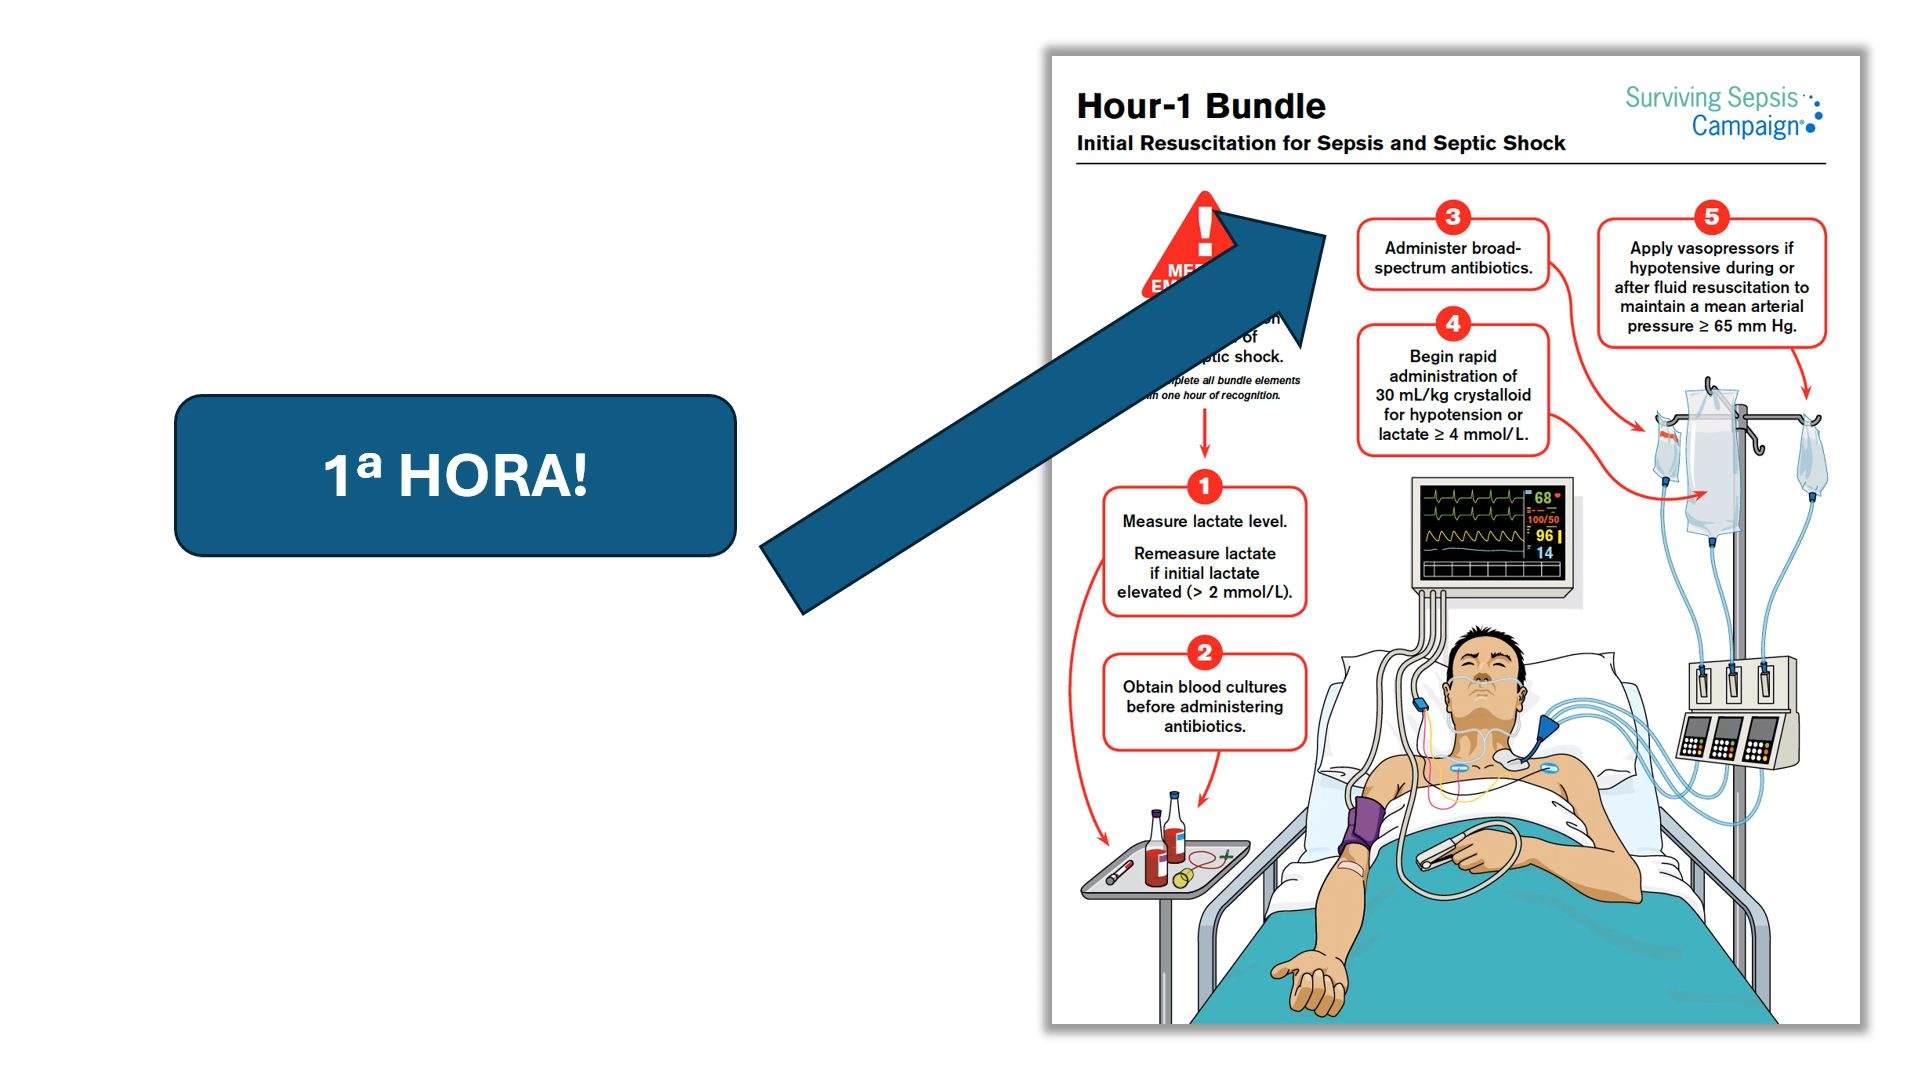 1ª HORA!
Hour-1 Bundle
Initial Resuscitation for Sepsis and Septic Shock
Surviving Sepsis
Campaign
!
of
shock.
all bundle elements
one hour of recognition.
1
Measure lactate level.
Remeasure lactate
if initial lactate
elevated (> 2 mmol/L).
2
Obtain blood cultures
before administering
antibiotics.
3
Administer broad-
spectrum antibiotics.
4
Begin rapid
administration of
30 mL/kg crystalloid
for hypotension or
lactate ≥ 4 mmol/L.
5
Apply vasopressors if
hypotensive during or
after fluid resuscitation to
maintain a mean arterial
pressure ≥ 65 mm Hg.
68
100/50
96
14